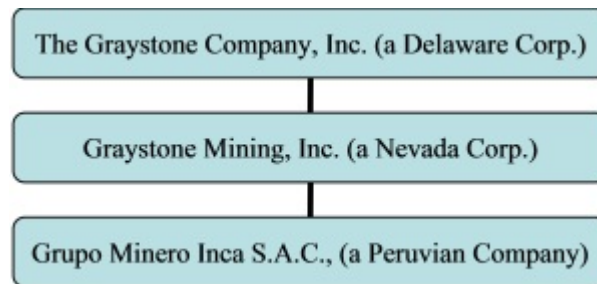 The Graystone Company, Inc. (a Delaware Corp.)
Graystone Mining, Inc. (a Nevada Corp.)
Grupo Minero Inca S.A.C., (a Peruvian Company)